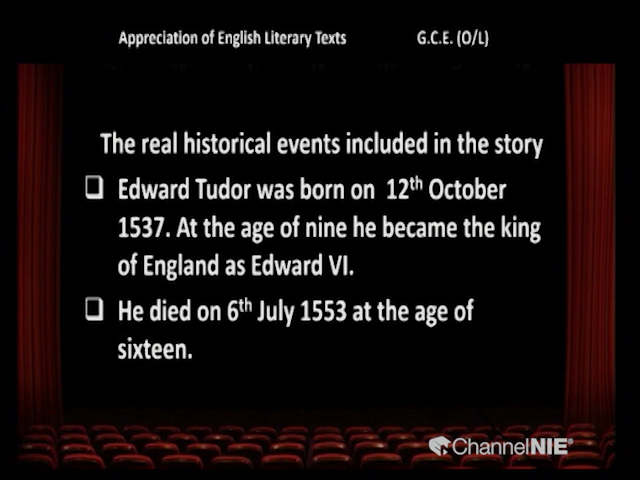 Appreciation of English Literary Texts G.C.E. (O/L)
The real historical events included in the story
❑ Edward Tudor was born on 12th October
1537. At the age of nine he became the king
of England as Edward VI.
❑ He died on 6th July 1553 at the age of
sixteen.
ChannelNIE®